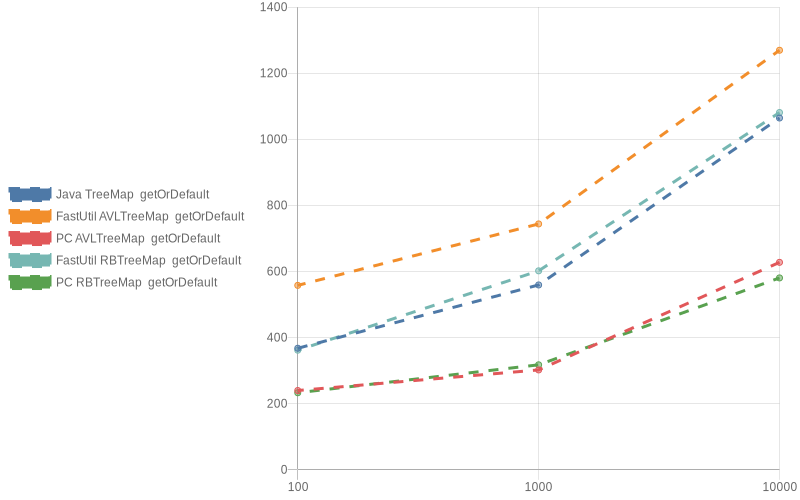 1400
1200
1000
800
600
400
200
0
100
1000
10000
Java TreeMap getOrDefault
FastUtil AVLTreeMap getOrDefault
PC AVLTreeMap getOrDefault
FastUtil RBTreeMap getOrDefault
PC RBTreeMap getOrDefault